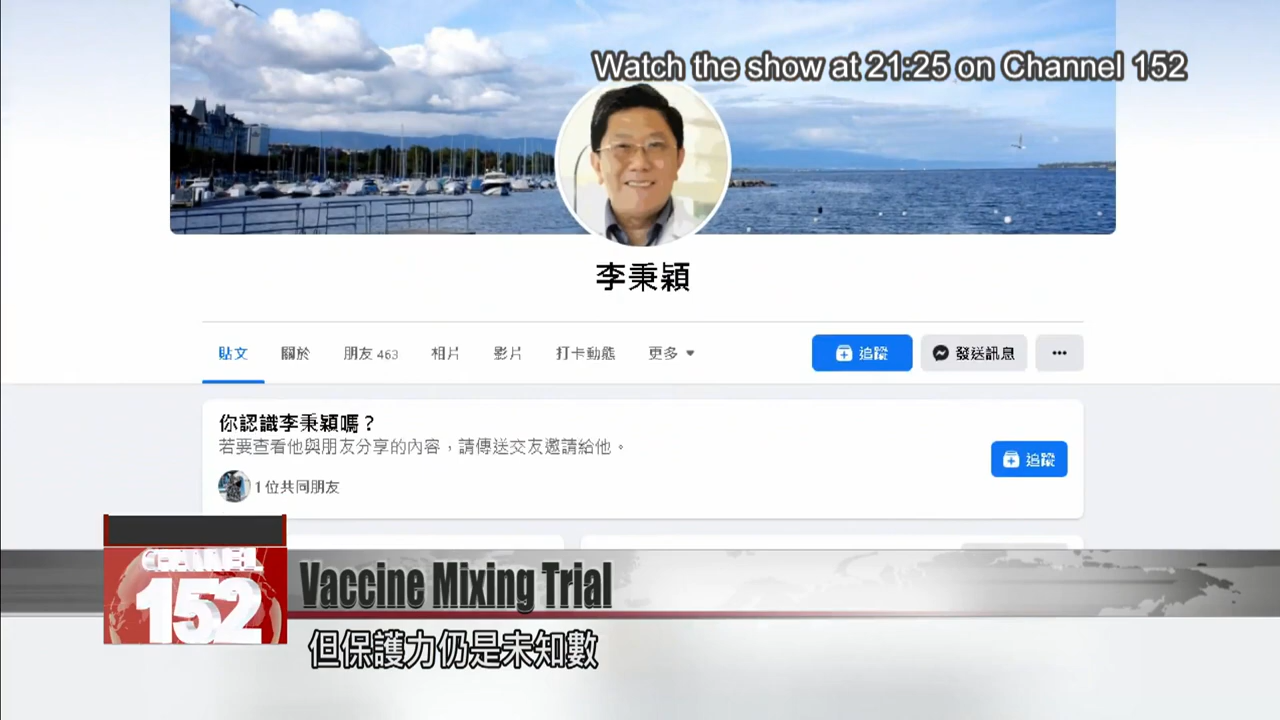 Watch the show at 21:25 on Channel 152
李秉穎
貼文 關於 朋友 463 相片 影片 打卡動態 更多 追蹤 發送訊息
你認識李秉穎嗎？
若要查看他與朋友分享的內容，請傳送交友邀請給他。
追蹤
1 位共同朋友
CHANNEL
152
Vaccine Mixing Trial
但保護力仍是未知數